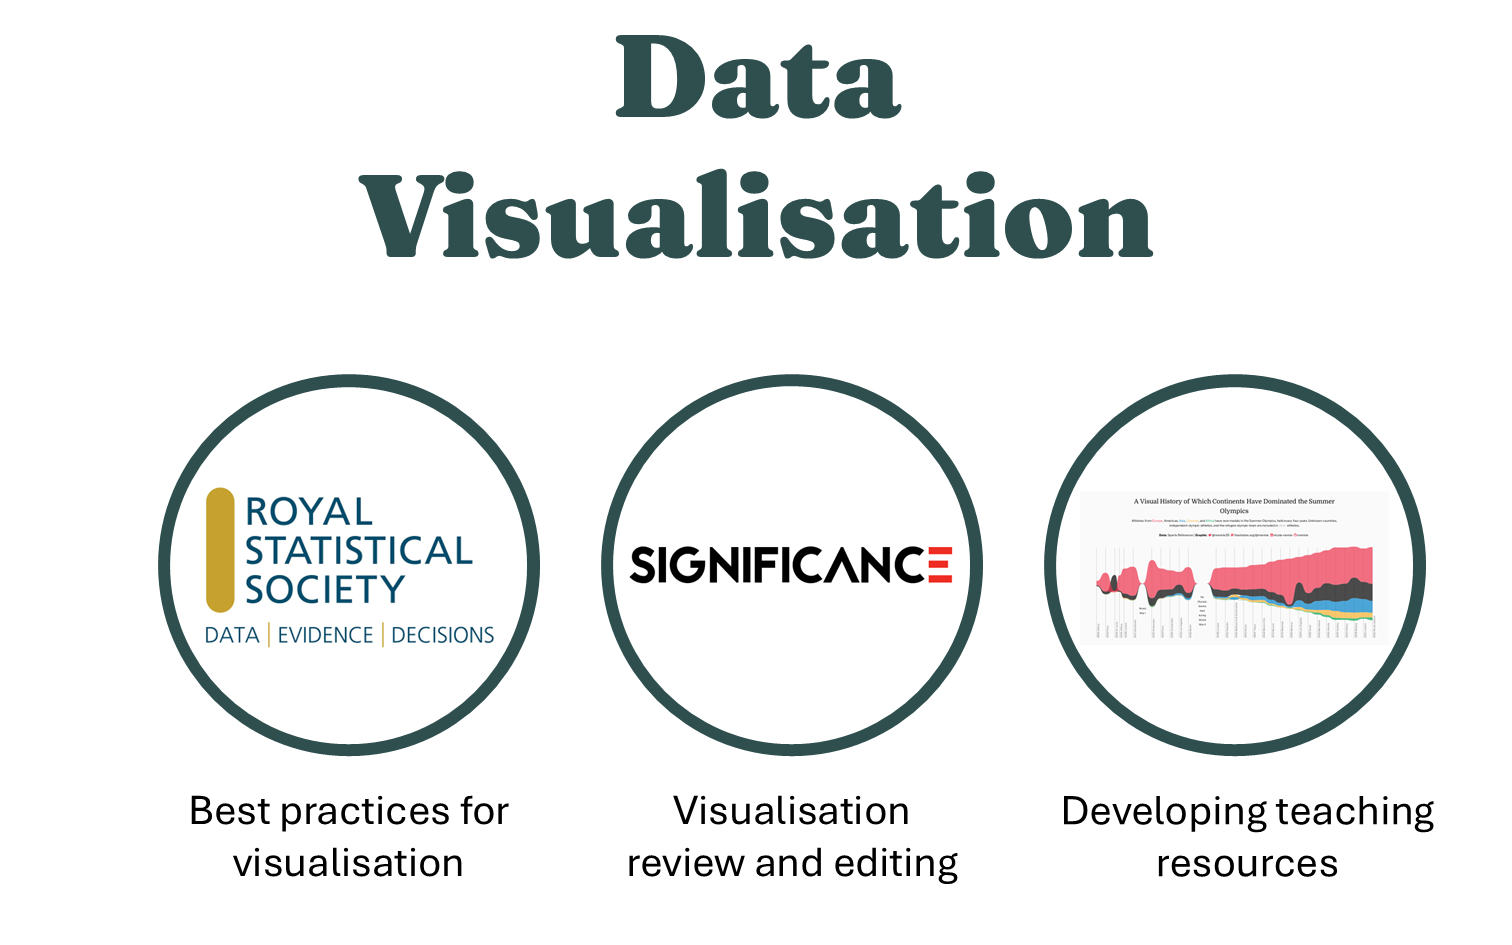 Data
Visualisation
ROYAL
STATISTICAL
SOCIETY
DATA | EVIDENCE | DECISIONS
SIGNIFICANCE
A Visual History of Which Continents Have Dominated the Summer
Olympics
Best practices for
visualisation
Visualisation
review and editing
Developing teaching
resources